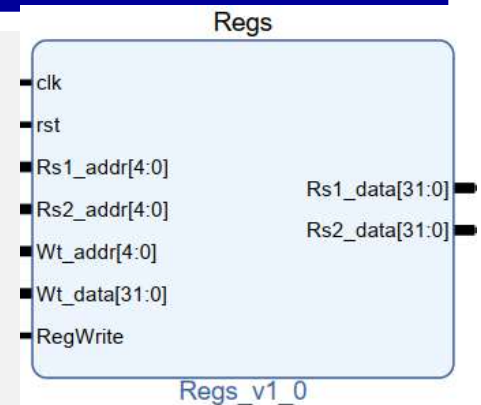 Regs
clk
rst
Rs1_addr[4:0]
Rs2_addr[4:0]
Wt_addr[4:0]
Wt_data[31:0]
RegWrite
Rs1_data[31:0]
Rs2_data[31:0]
Regs_v1_0